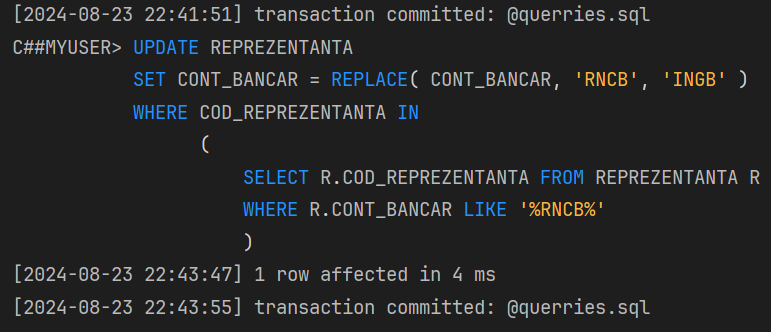 [2024-08-23 22:41:51] transaction committed: @querries.sql
C##MYUSER> UPDATE REPREZENTANTA
SET CONT_BANCAR = REPLACE( CONT_BANCAR, 'RNCB', 'INGB' )
WHERE COD_REPREZENTANTA IN
(
SELECT R.COD_REPREZENTANTA FROM REPREZENTANTA R
WHERE R.CONT_BANCAR LIKE '%RNCB%'
)
[2024-08-23 22:43:47] 1 row affected in 4 ms
[2024-08-23 22:43:55] transaction committed: @querries.sql